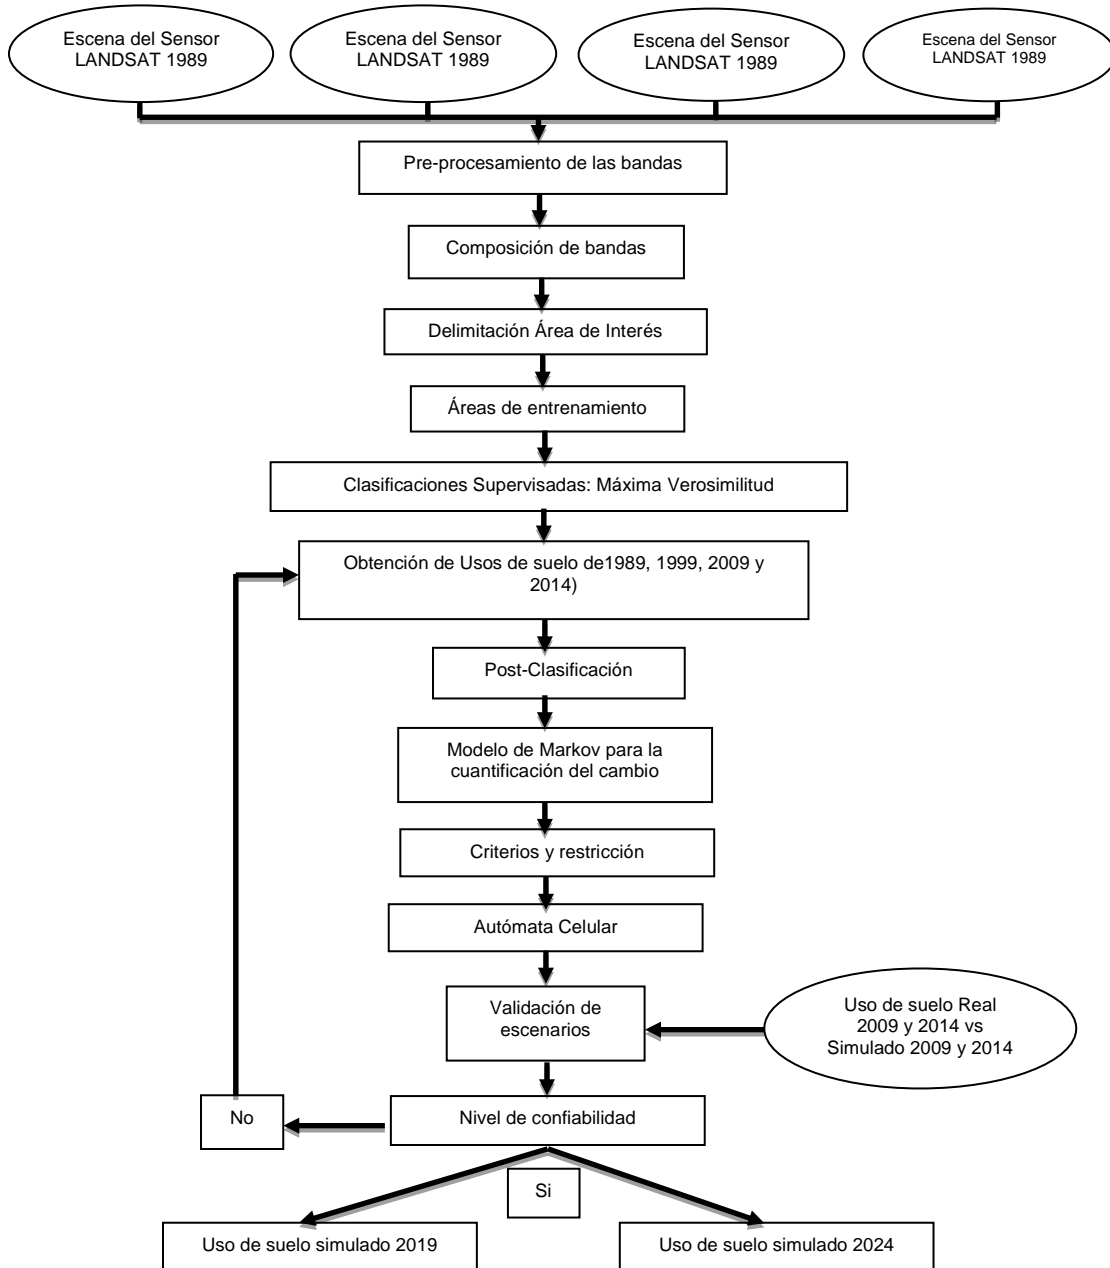 Escena del Sensor
LANDSAT 1989
Escena del Sensor
LANDSAT 1989
Escena del Sensor
LANDSAT 1989
Escena del Sensor
LANDSAT 1989
Pre-procesamiento de las bandas
Composición de bandas
Delimitación Área de Interés
Áreas de entrenamiento
Clasificaciones Supervisadas: Máxima Verosimilitud
Obtención de Usos de suelo de1989, 1999, 2009 y
2014)
Post-Clasificación
Modelo de Markov para la
cuantificación del cambio
Criterios y restricción
Autómata Celular
Validación de
escenarios
Uso de suelo Real
2009 y 2014 vs
Simulado 2009 y 2014
No
Nivel de confiabilidad
Si
Uso de suelo simulado 2019
Uso de suelo simulado 2024